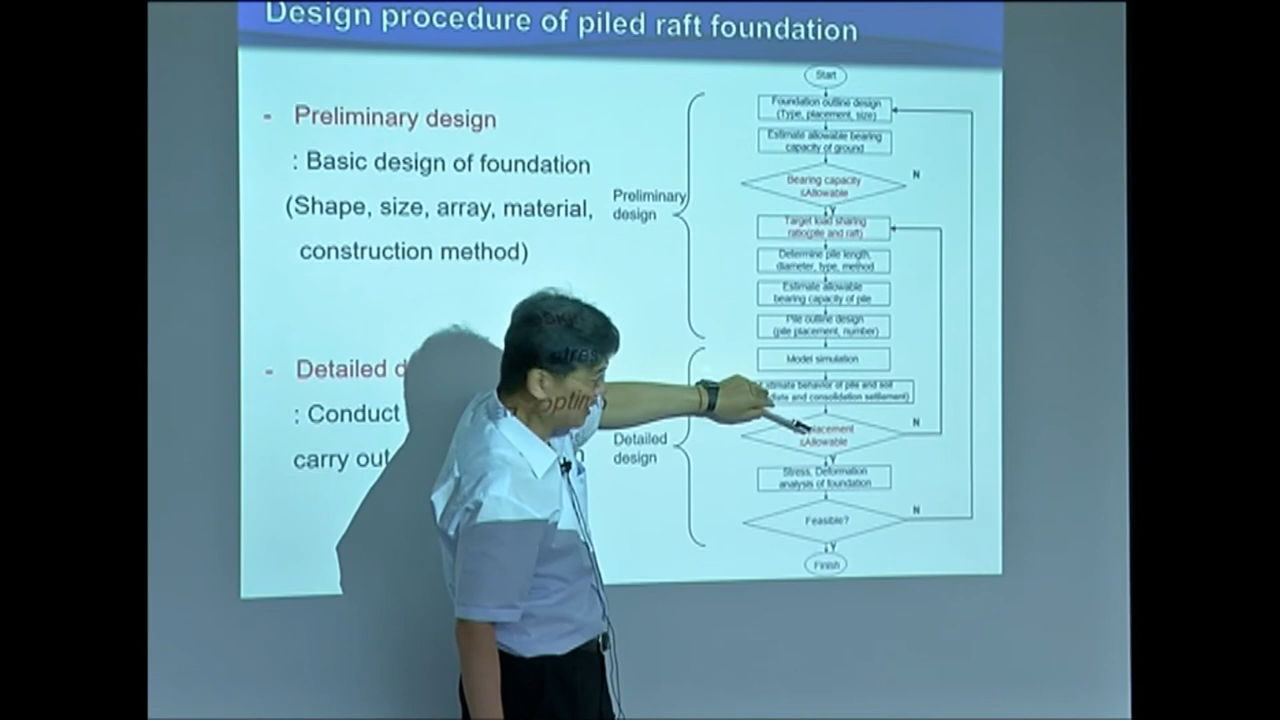 Design procedure of piled raft foundation
- Preliminary design
: Basic design of foundation
(Shape, size, array, material,
construction method)
- Detailed d
: Conduct
carry out
Preliminary
design
Detailed
design
Start
Foundation outline design
(Type, placement, size)
Estimate allowable bearing
capacity of ground
Bearing capacity
≤Allowable
N
Y
Target load sharing
ratio(pile and raft)
Determine pile length,
diameter, type, method
Estimate allowable
bearing capacity of pile
Pile outline design
(pile placement, number)
Model simulation
behavior of pile and soil
and consolidation settlement)
lacement
≤Allowable
N
Y
Stress, Deformation
analysis of foundation
Feasible?
N
Y
Finish